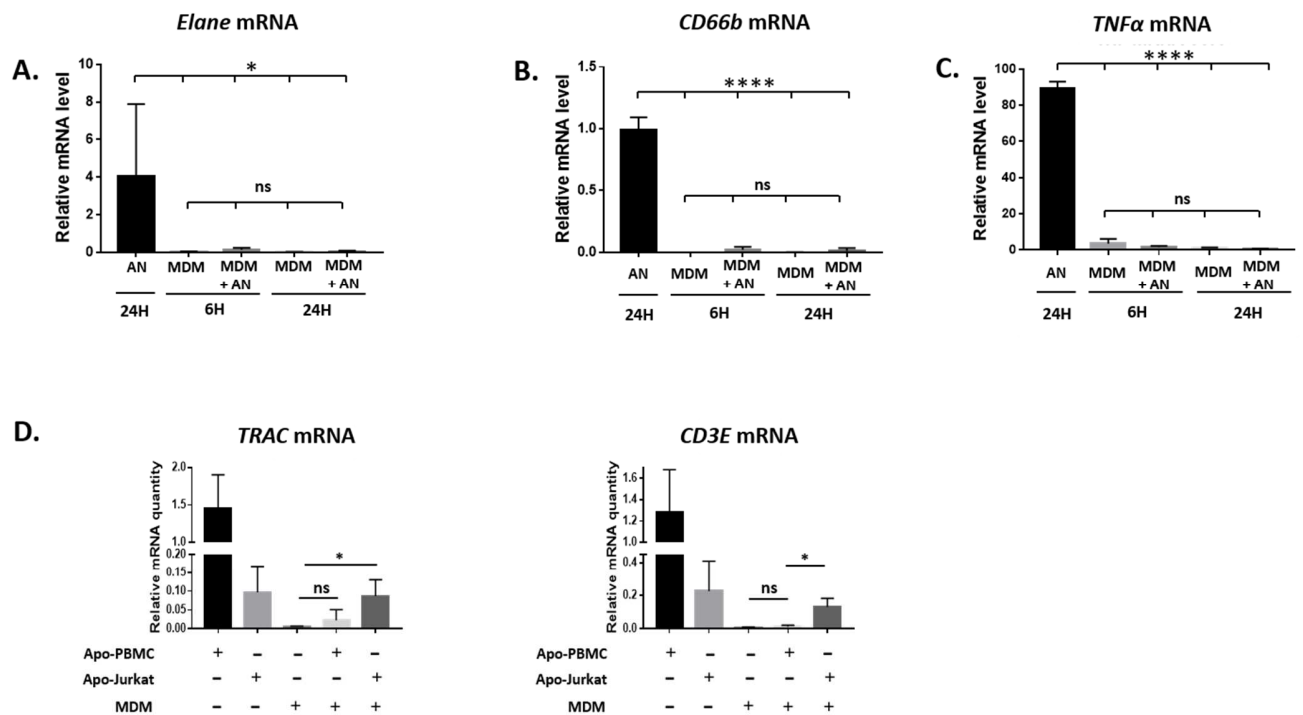 Elane mRNA
A.
Relative mRNA level
10
8
6
4
2
0
*
ns
AN
MDM
MDM
+ AN
MDM
MDM
+ AN
24H
6H
24H
CD66b mRNA
B.
Relative mRNA level
1.5
1.0
0.5
0.0
****
ns
AN
MDM
MDM
+ AN
MDM
MDM
+ AN
24H
6H
24H
TNFα mRNA
C.
Relative mRNA level
100
80
60
40
20
0
****
ns
AN
MDM
MDM
+ AN
MDM
MDM
+ AN
24H
6H
24H
D.
TRAC mRNA
Relative mRNA quantity
2.0
1.5
1.0
0.20
0.15
0.10
0.05
0.00
*
ns
Apo-PBMC + − − + −
Apo-Jurkat − + − − +
MDM − − + + +
CD3E mRNA
Relative mRNA quantity
1.6
1.4
1.2
1.0
0.4
0.2
0.0
*
ns
Apo-PBMC + − − + −
Apo-Jurkat − + − − +
MDM − − + + +